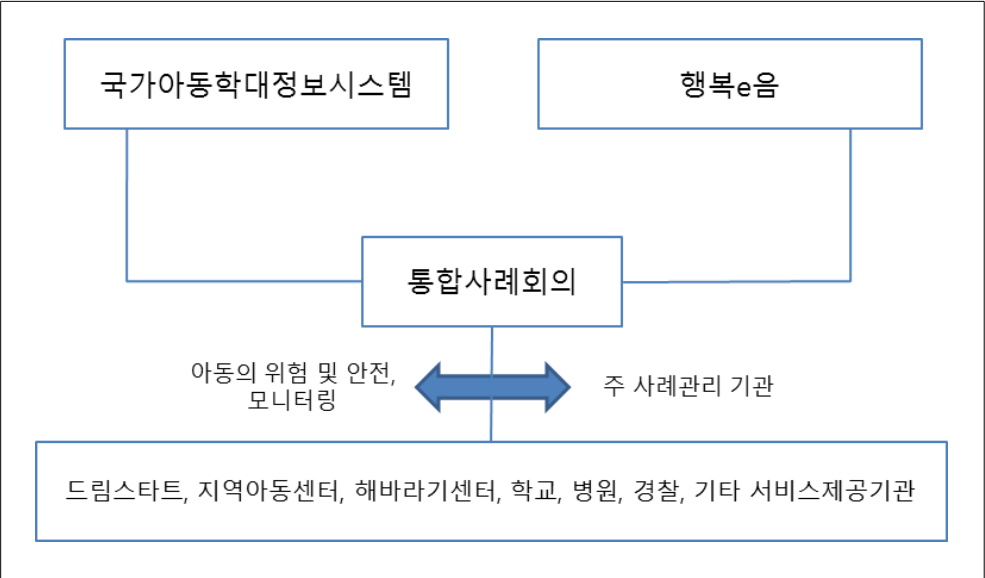 국가아동학대정보시스템
행복e음
통합사례회의
아동의 위험 및 안전,
모니터링
주 사례관리 기관
드림스타트, 지역아동센터, 해바라기센터, 학교, 병원, 경찰, 기타 서비스제공기관